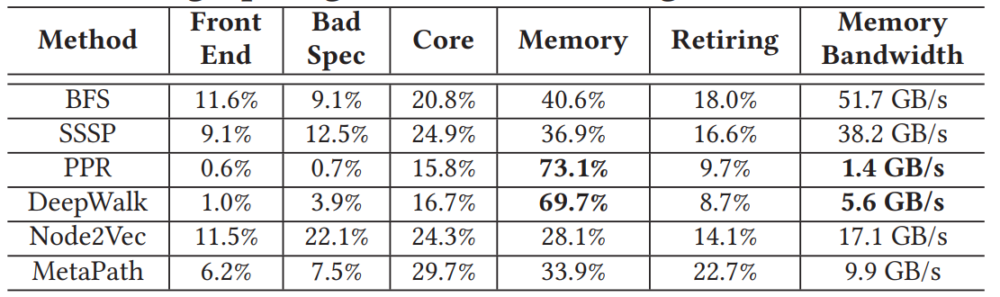 Method Front End Bad Spec Core Memory Retiring Memory Bandwidth
BFS 11.6% 9.1% 20.8% 40.6% 18.0% 51.7 GB/s
SSSP 9.1% 12.5% 24.9% 36.9% 16.6% 38.2 GB/s
PPR 0.6% 0.7% 15.8% 73.1% 9.7% 1.4 GB/s
DeepWalk 1.0% 3.9% 16.7% 69.7% 8.7% 5.6 GB/s
Node2Vec 11.5% 22.1% 24.3% 28.1% 14.1% 17.1 GB/s
MetaPath 6.2% 7.5% 29.7% 33.9% 22.7% 9.9 GB/s